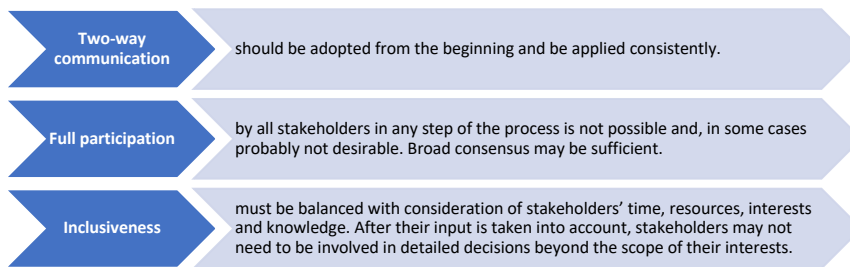 Two-way
communication
should be adopted from the beginning and be applied consistently.
Full participation
by all stakeholders in any step of the process is not possible and, in some cases
probably not desirable. Broad consensus may be sufficient.
Inclusiveness
must be balanced with consideration of stakeholders’ time, resources, interests
and knowledge. After their input is taken into account, stakeholders may not
need to be involved in detailed decisions beyond the scope of their interests.